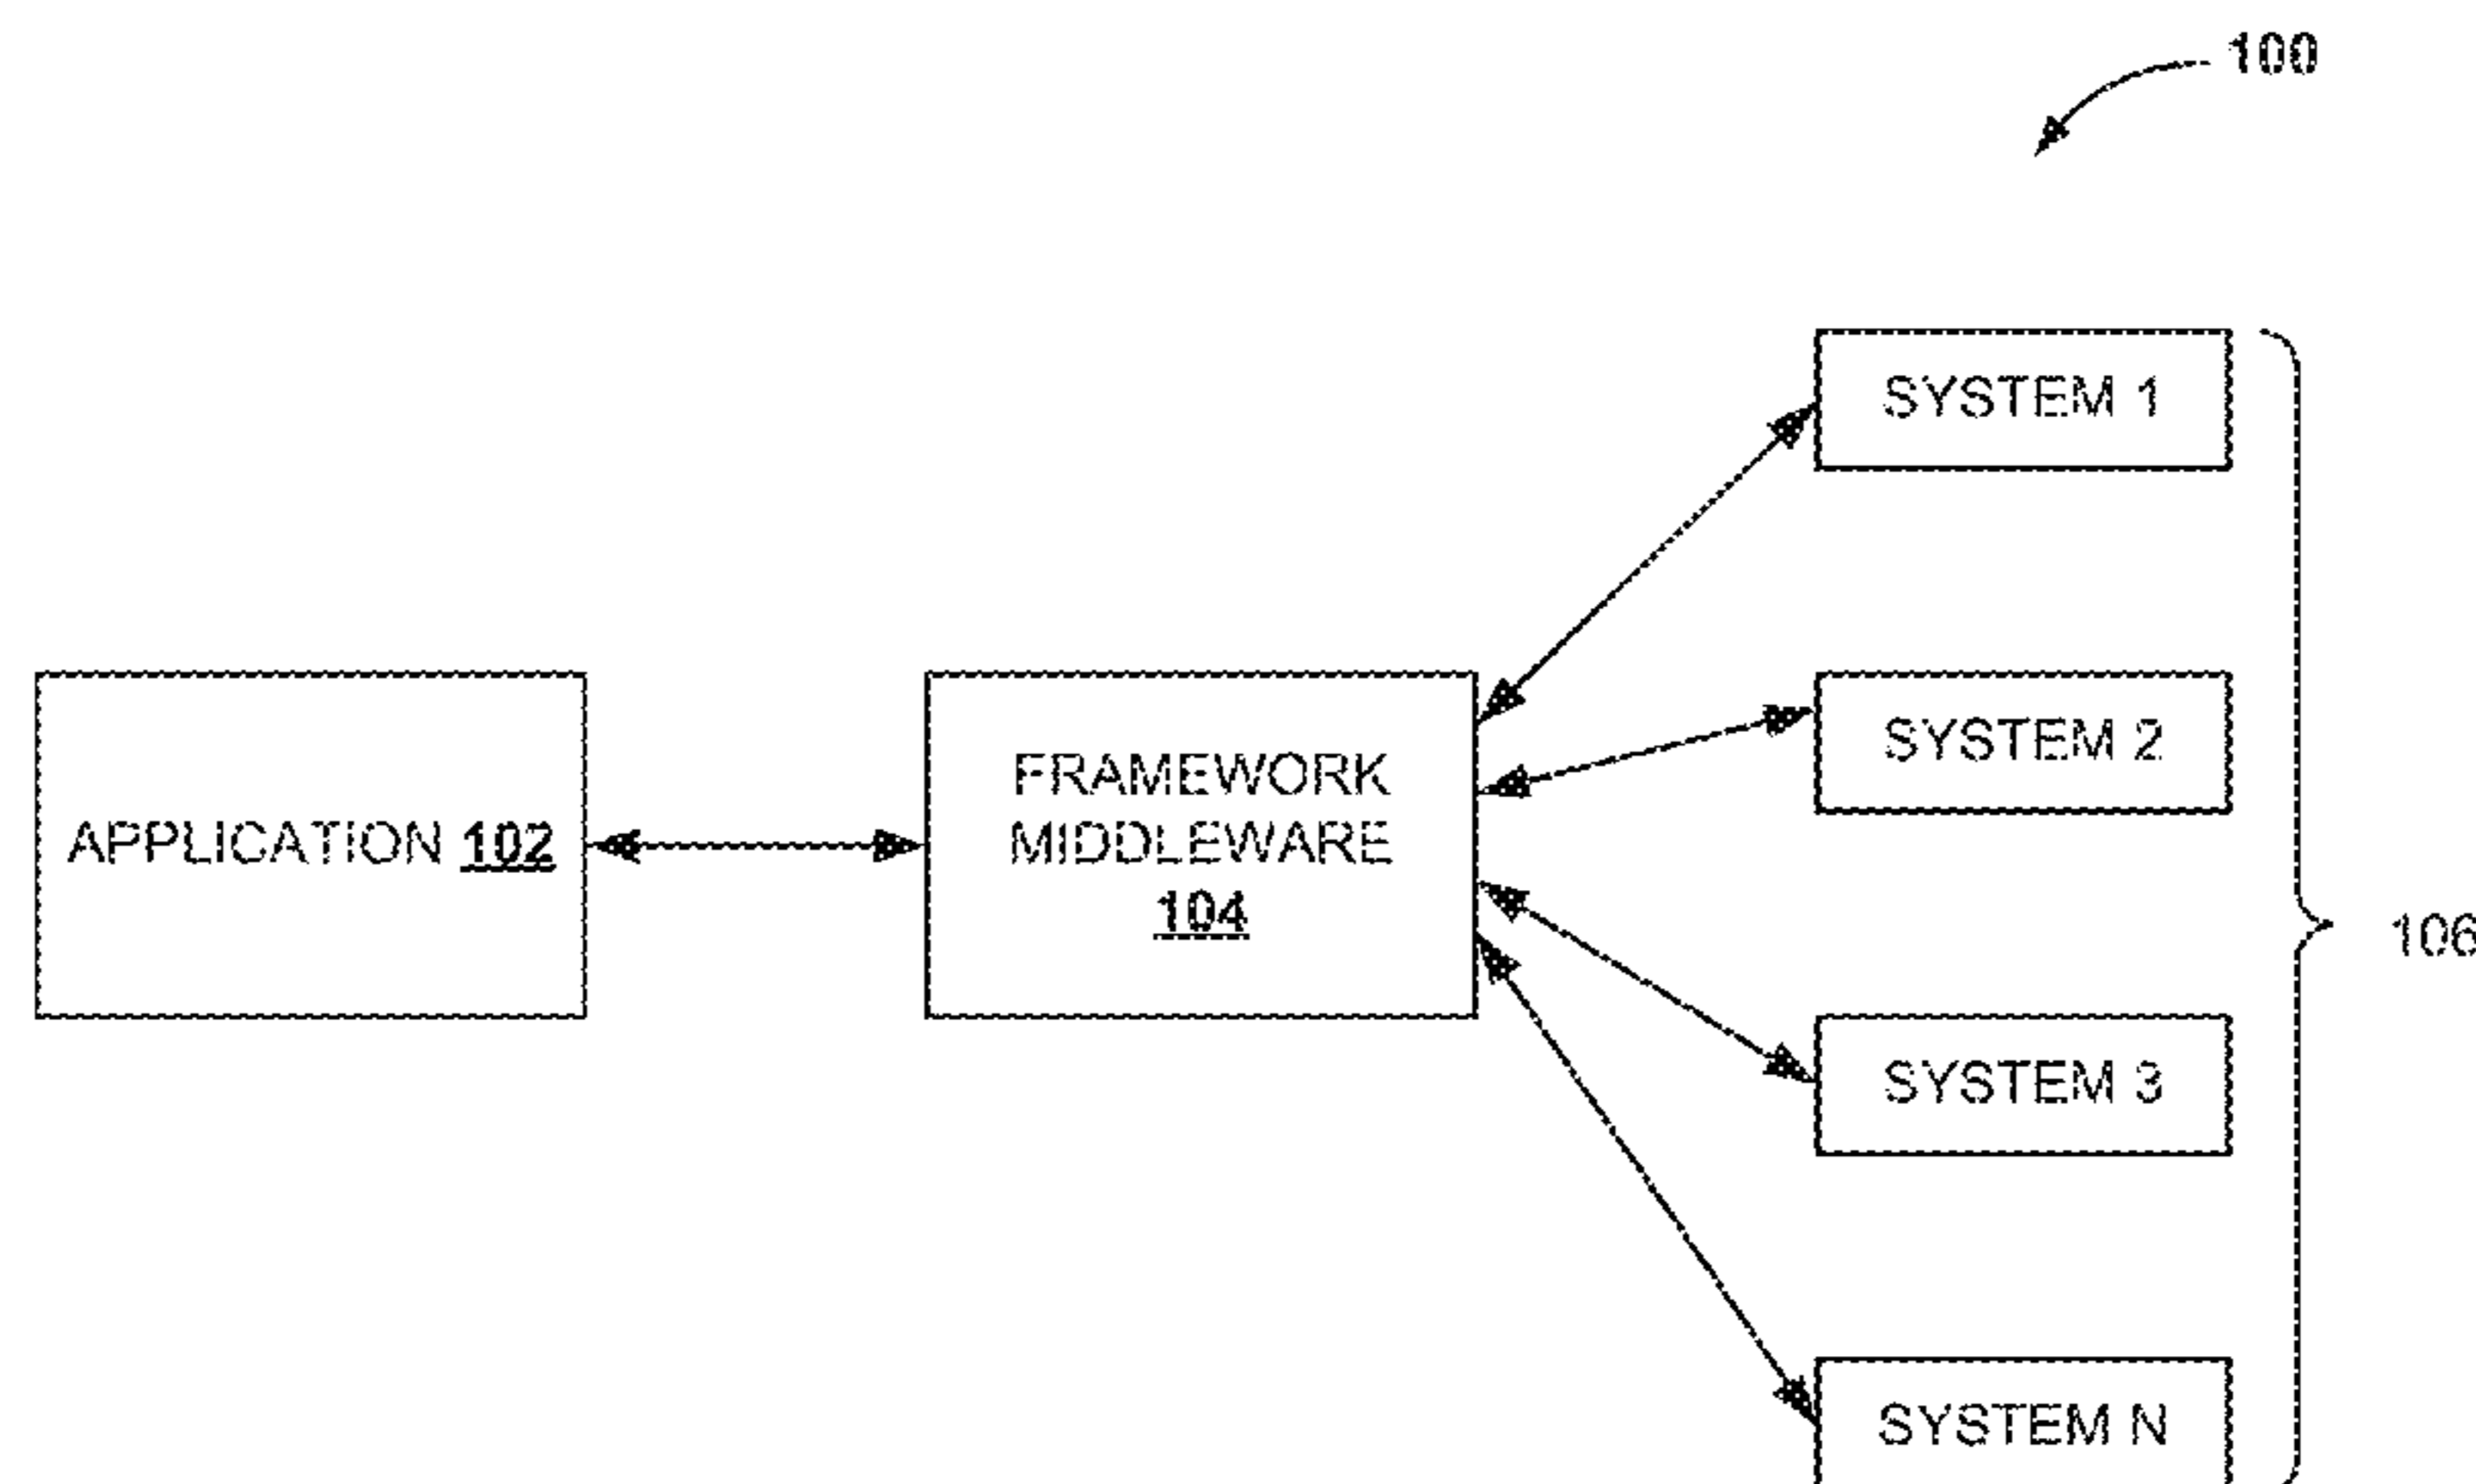 100
SYSTEM 1
SYSTEM 2
FRAMEWORK
MIDDLEWARE
104
APPLICATION 102
106
SYSTEM 3
SYSTEM N